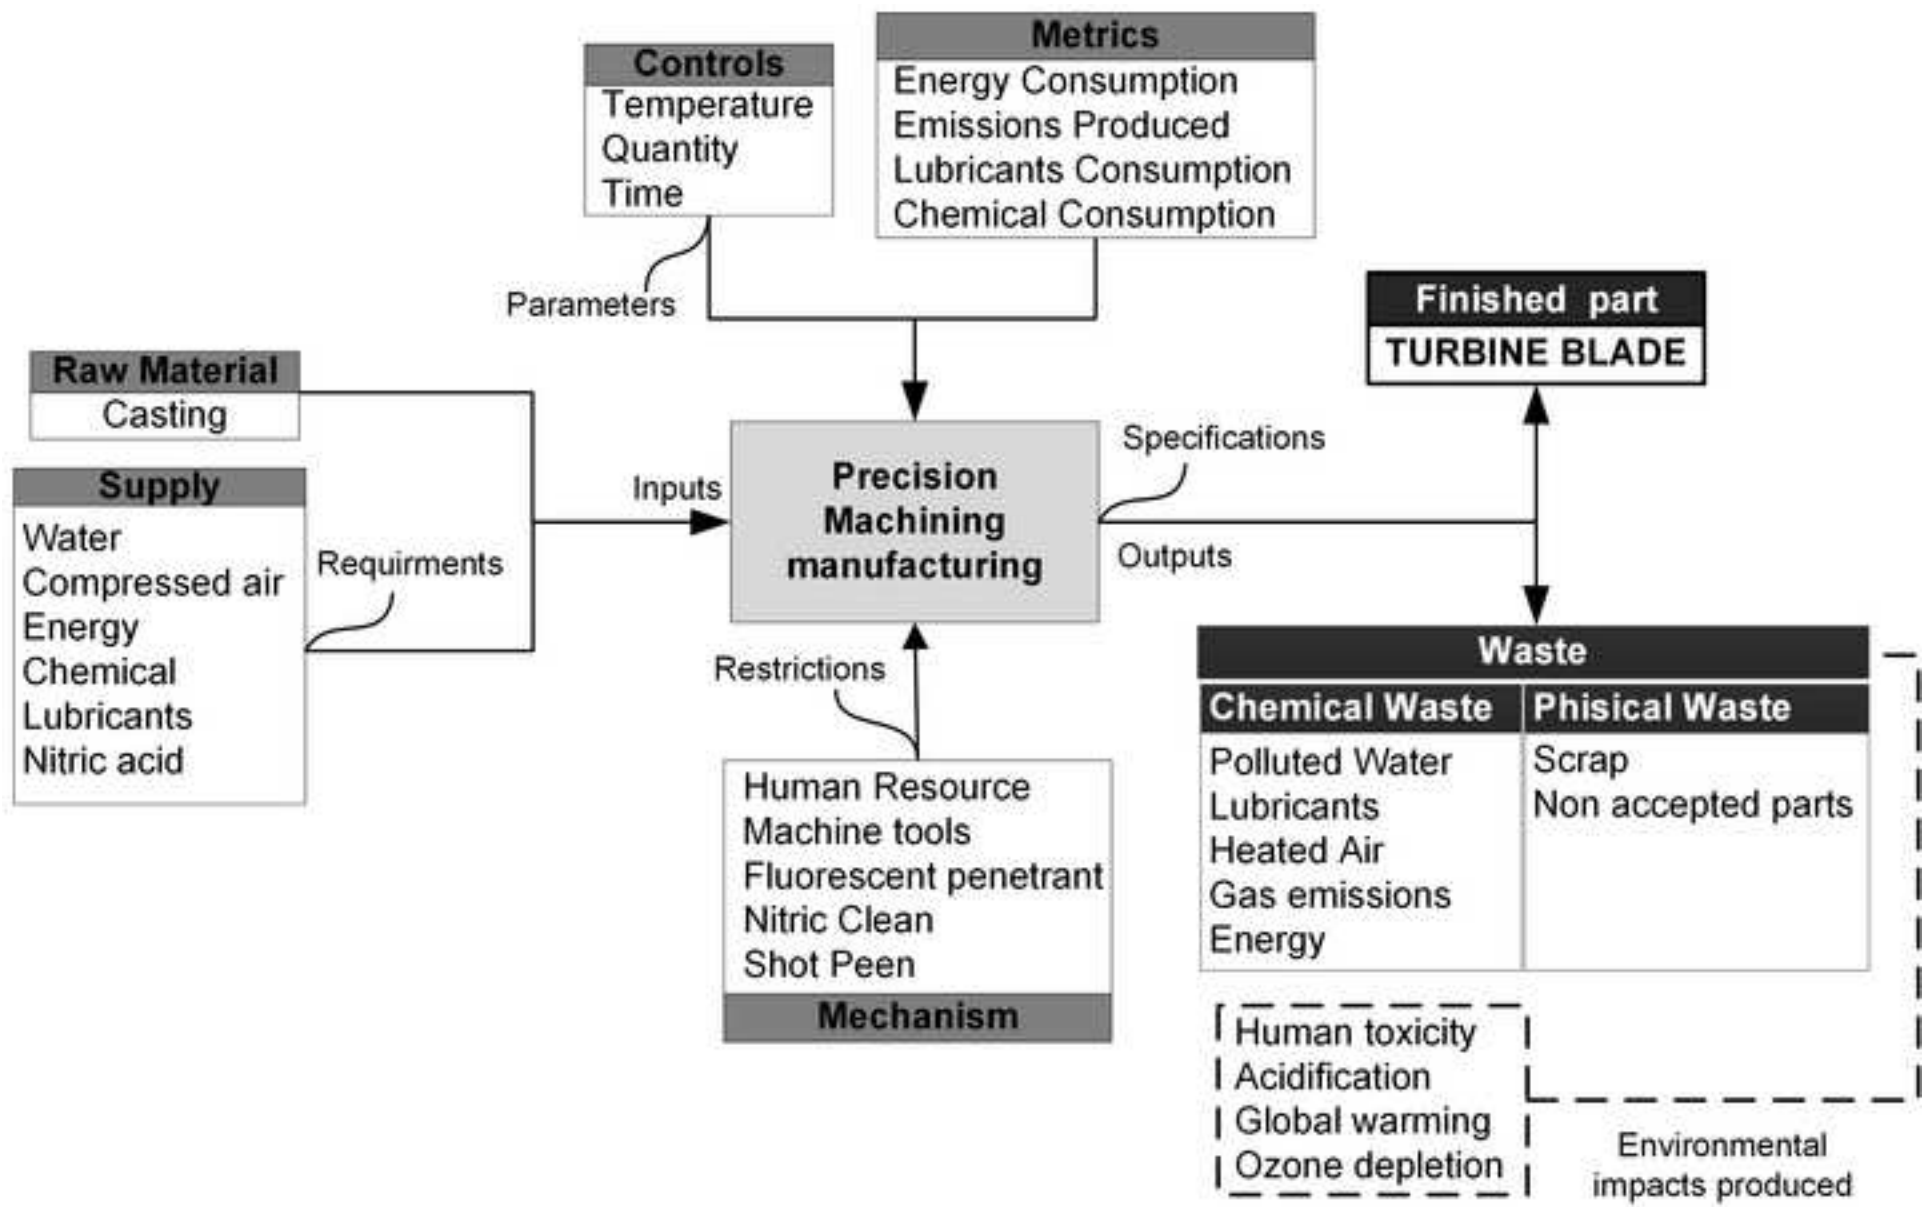 Controls
Temperature
Quantity
Time
Metrics
Energy Consumption
Emissions Produced
Lubricants Consumption
Chemical Consumption
Parameters
Finished part
TURBINE BLADE
Raw Material
Casting
Supply
Water
Compressed air
Energy
Chemical
Lubricants
Nitric acid
Requirments
Inputs
Precision
Machining
manufacturing
Specifications
Outputs
Restrictions
Human Resource
Machine tools
Fluorescent penetrant
Nitric Clean
Shot Peen
Mechanism
Waste
Chemical Waste
Polluted Water
Lubricants
Heated Air
Gas emissions
Energy
Phisical Waste
Scrap
Non accepted parts
Human toxicity
Acidification
Global warming
Ozone depletion
Environmental
impacts produced